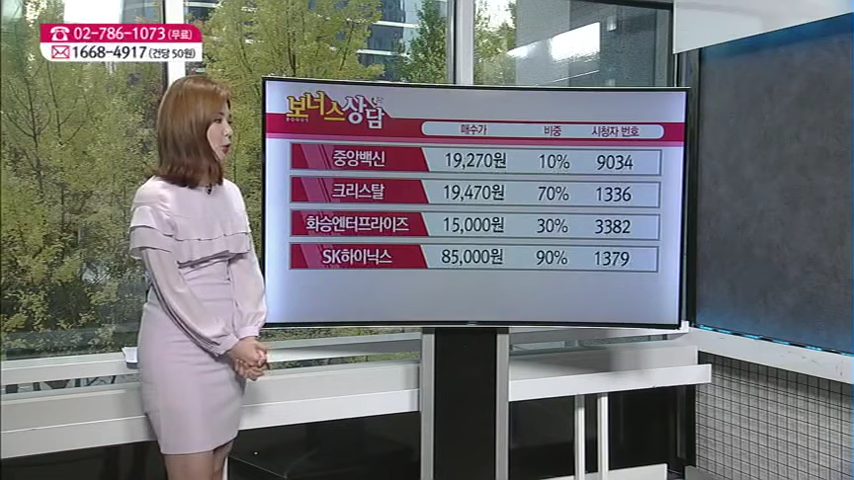 02-786-1073 (무료)
1668-4917(건당 50원)
보너스상담
매수가 비중 시청자 번호
중앙백신 19,270원 10% 9034
크리스탈 19,470원 70% 1336
화승엔터프라이즈 15,000원 30% 3382
SK하이닉스 85,000원 90% 1379